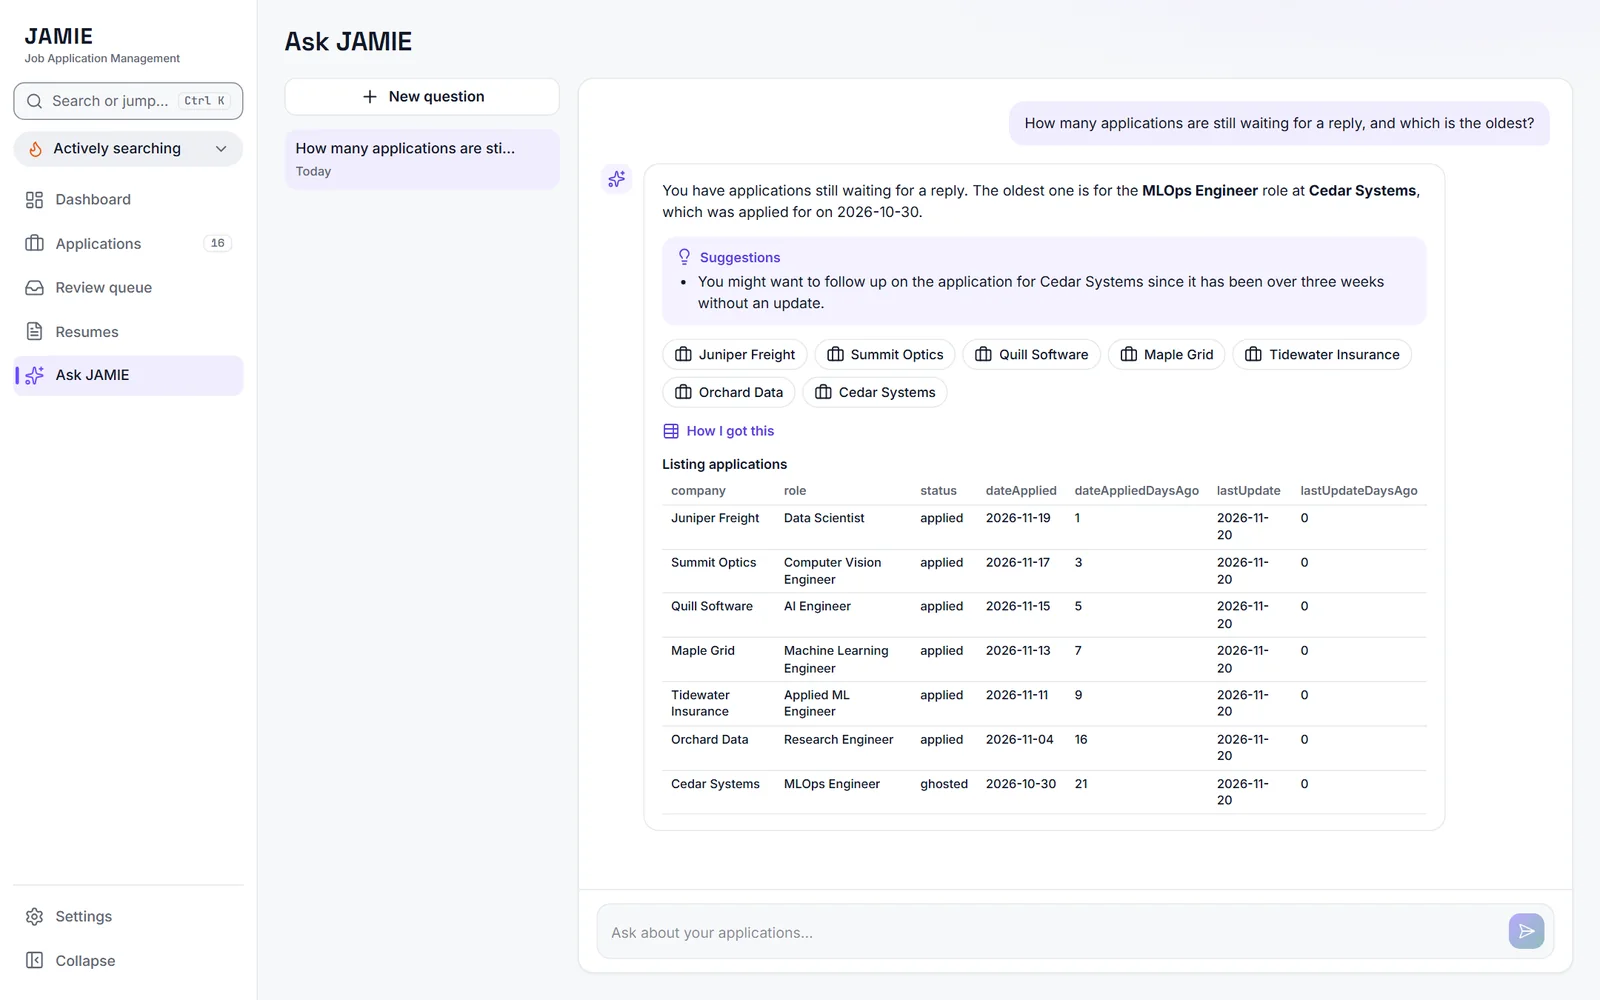 JAMIE
Job Application Management
Search or jump... Ctrl K
Actively searching
Dashboard
Applications 16
Review queue
Resumes
Ask JAMIE
Settings
Collapse
Ask JAMIE
New question
How many applications are sti...
Today
How many applications are still waiting for a reply, and which is the oldest?
You have applications still waiting for a reply. The oldest one is for the MLOps Engineer role at Cedar Systems,
which was applied for on 2026-10-30.
Suggestions
• You might want to follow up on the application for Cedar Systems since it has been over three weeks
without an update.
Juniper Freight Summit Optics Quill Software Maple Grid Tidewater Insurance
Orchard Data Cedar Systems
How I got this
Listing applications
company role status dateApplied dateAppliedDaysAgo lastUpdate lastUpdateDaysAgo
Juniper Freight Data Scientist applied 2026-11-19 1 2026-11- 0
20
Summit Optics Computer Vision applied 2026-11-17 3 2026-11- 0
Engineer 20
Quill Software AI Engineer applied 2026-11-15 5 2026-11- 0
20
Maple Grid Machine Learning applied 2026-11-13 7 2026-11- 0
Engineer 20
Tidewater Applied ML applied 2026-11-11 9 2026-11- 0
Insurance Engineer 20
Orchard Data Research Engineer applied 2026-11-04 16 2026-11- 0
20
Cedar Systems MLOps Engineer ghosted 2026-10-30 21 2026-11- 0
20
Ask about your applications...